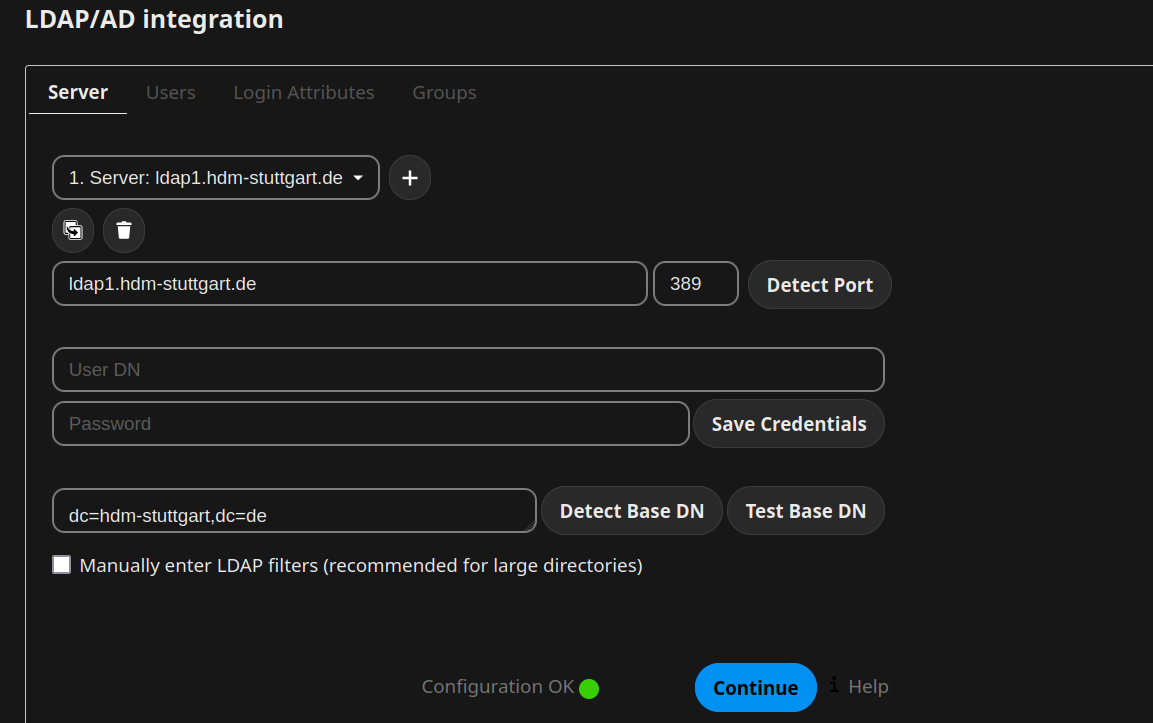 LDAP/AD integration
Server Users Login Attributes Groups
1. Server: ldap1.hdm-stuttgart.de
ldap1.hdm-stuttgart.de 389 Detect Port
User DN
Password Save Credentials
dc=hdm-stuttgart,dc=de Detect Base DN Test Base DN
Manually enter LDAP filters (recommended for large directories)
Configuration OK Continue i Help